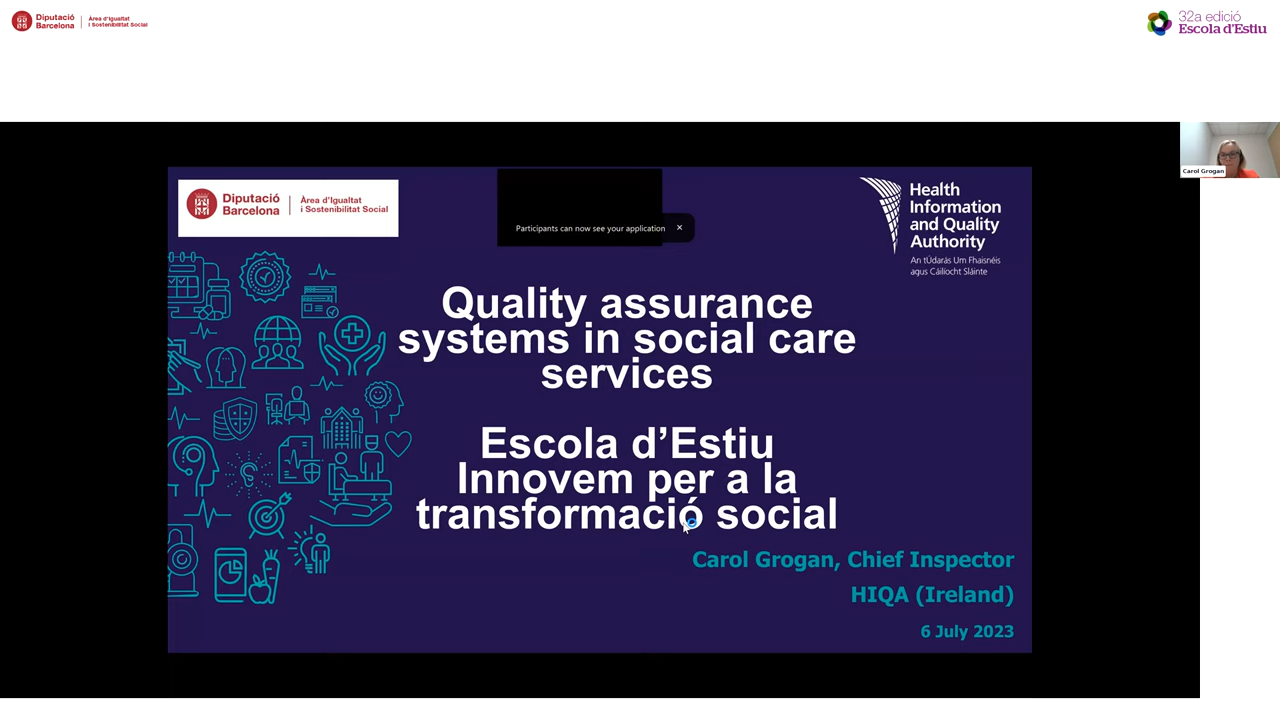 Diputació
Barcelona
Àrea d'Igualtat
i Sostenibilitat Social
32a edició
Escola d'Estiu
Carol Grogan
Diputació
Barcelona
Àrea d'Igualtat
i Sostenibilitat Social
Participants can now see your application
Health
Information
and Quality
Authority
An tÚdarás Um Fhaisnéis
agus Cáilíocht Sláinte
Quality assurance
systems in social care
services
Escola d’Estiu
Innovem per a la
transformació social
Carol Grogan, Chief Inspector
HIQA (Ireland)
6 July 2023